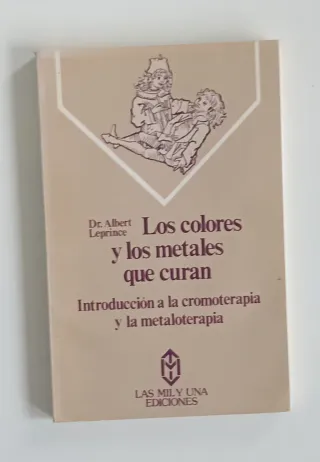 Dr. Albert
Leprince
Los colores
y los metales
que curan
Introducción a la cromoterapia
y la metaloterapia
LAS MIL Y UNA
EDICIONES